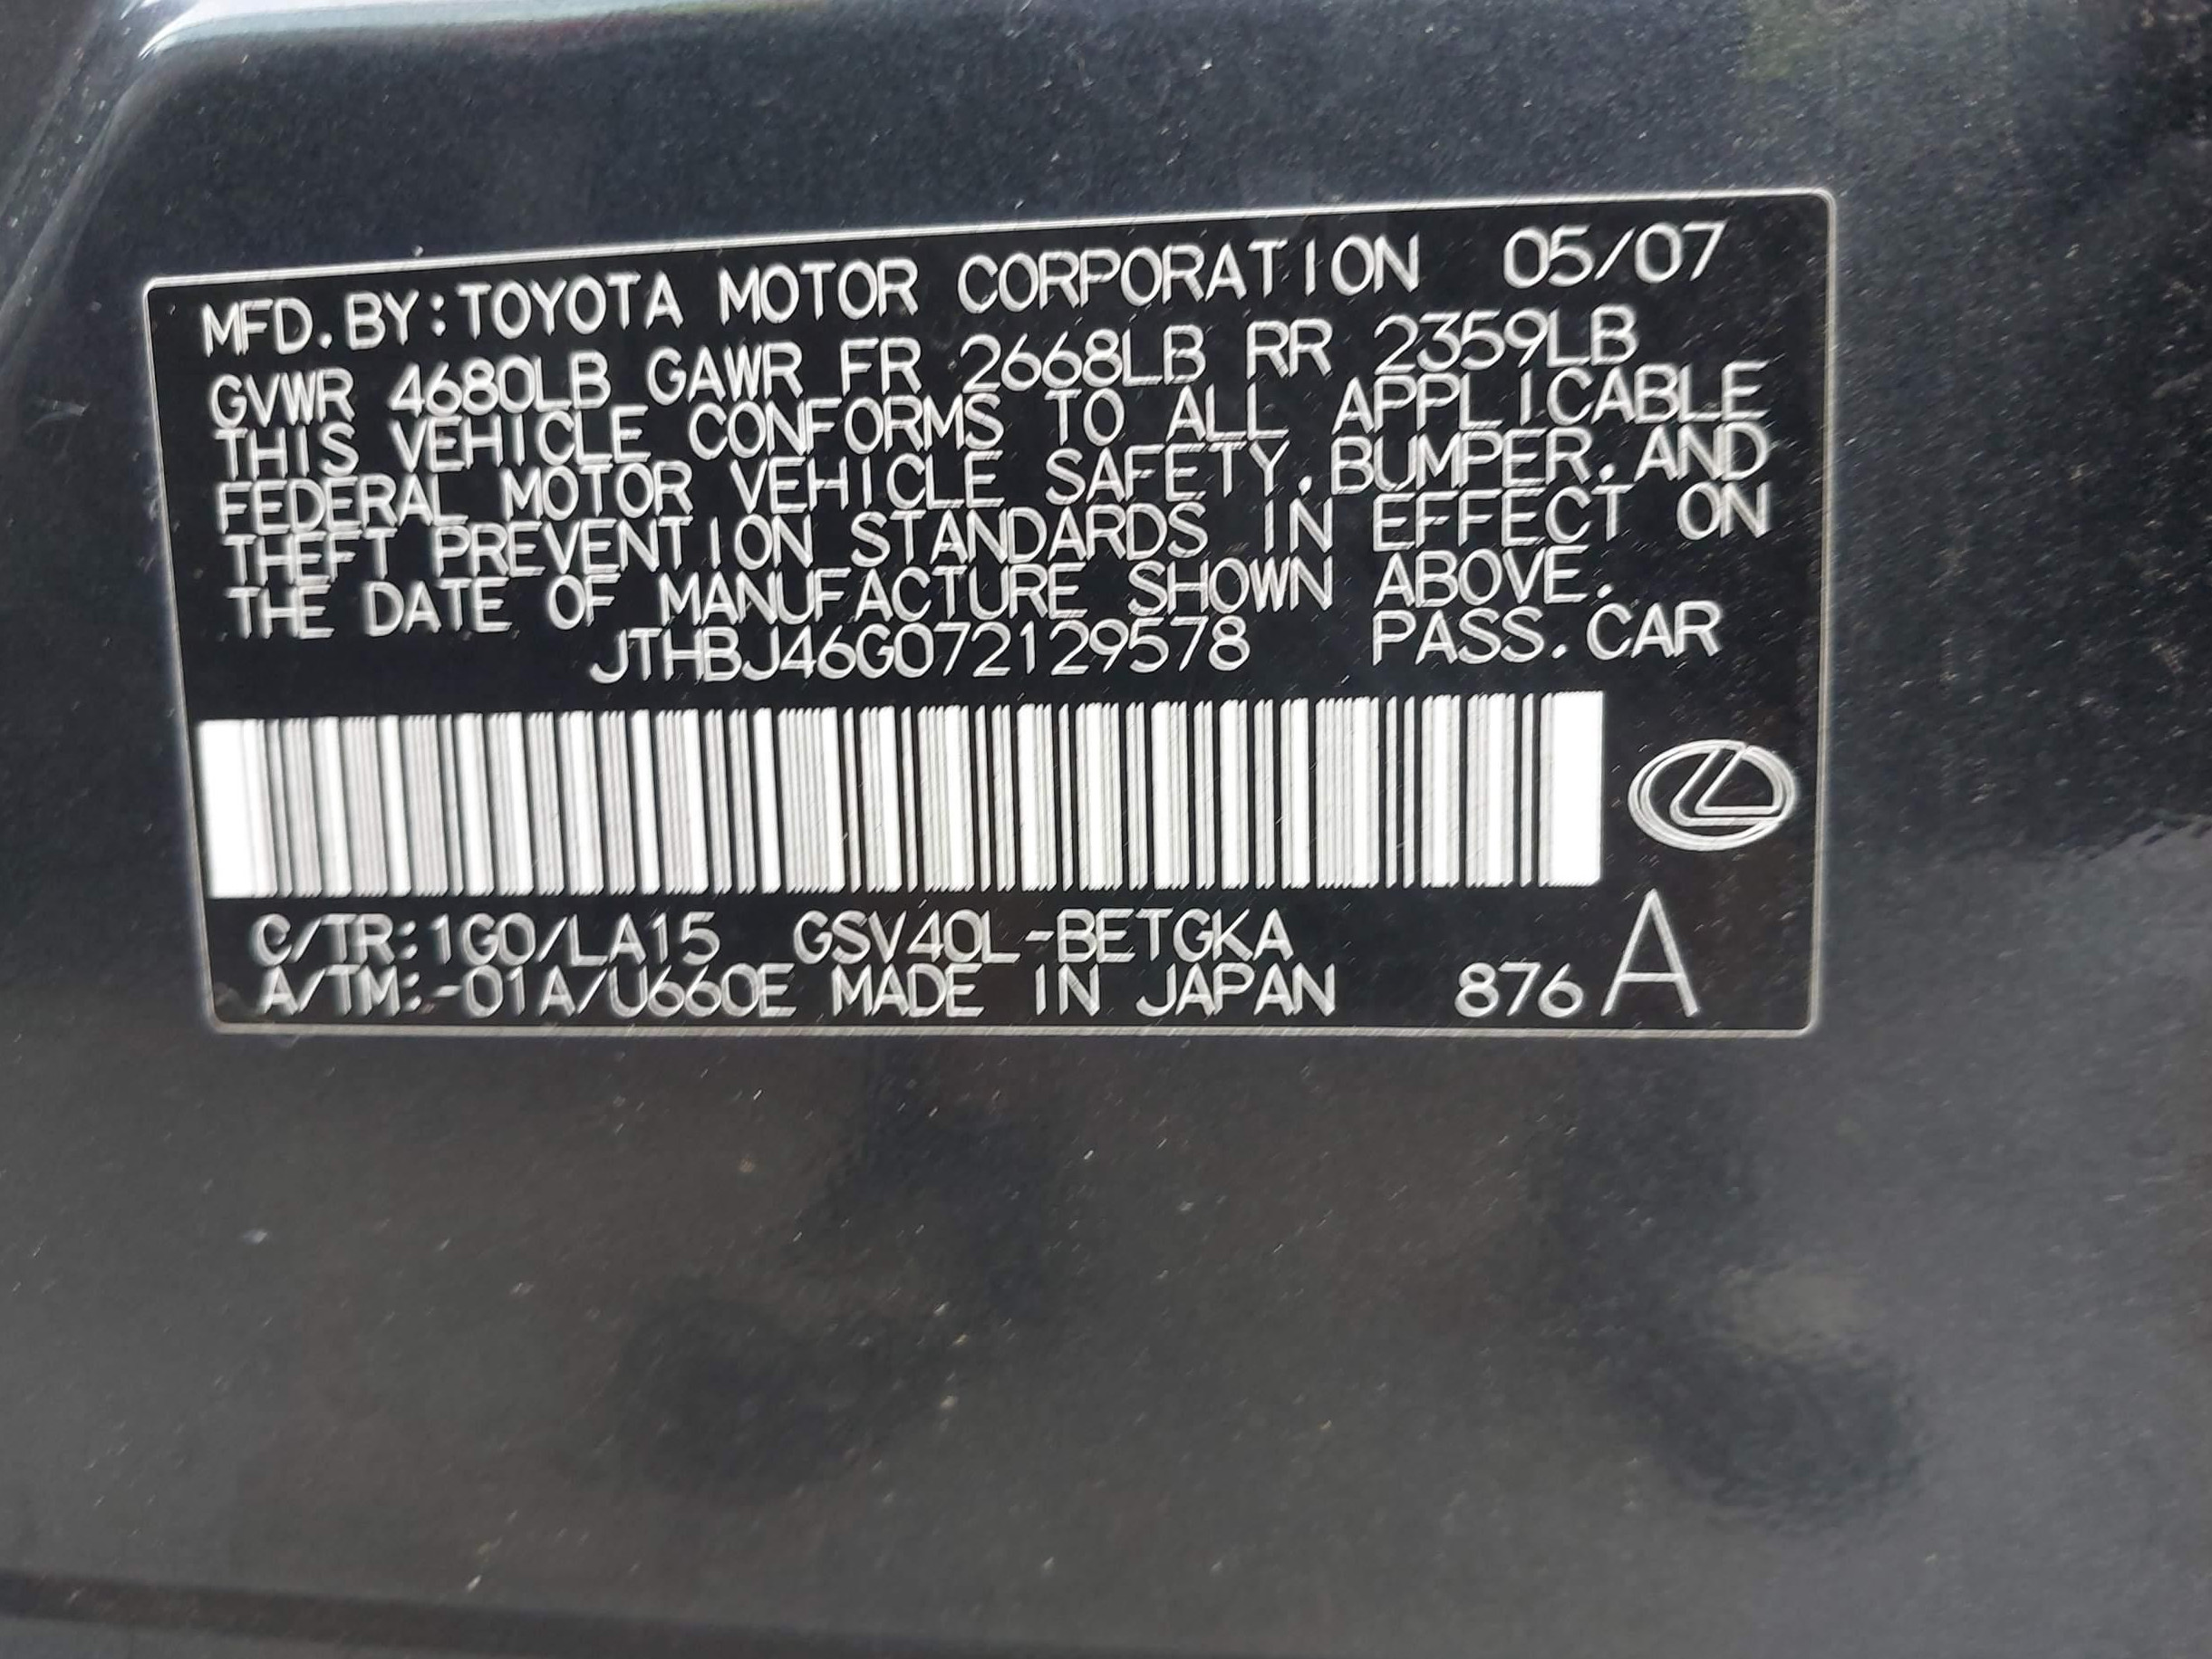 MFD.BY:TOYOTA MOTOR CORPORATION 05/07
GVWR 4680LB GAWR FR 2668LB RR 2359LB
THIS VEHICLE CONFORMS TO ALL APPLICABLE
FEDERAL MOTOR VEHICLE SAFETY,BUMPER,AND
THEFT PREVENTION STANDARDS IN EFFECT ON
THE DATE OF MANUFACTURE SHOWN ABOVE.
JTHBJ46G072129578 PASS.CAR
C/TR:1G0/LA15 GSV40L-BETGKA
A/TM:-01A/U660E MADE IN JAPAN 876 A